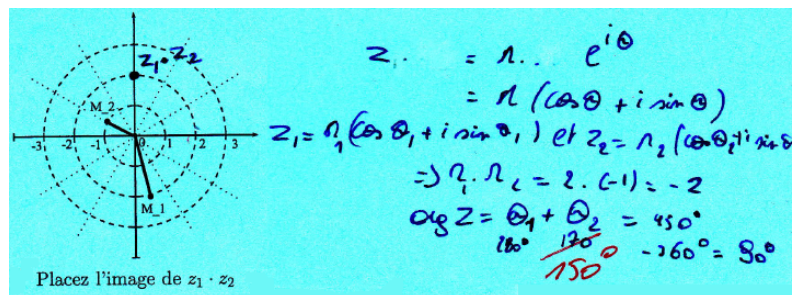 z = r... e^{iθ}
= r (cos θ + i sin θ)
z₁ · z₂
z₁ = r₁(cos θ₁ + i sin θ₁) et z₂ = r₂(cos θ₂ + i sin θ
M_2
-3 -2 -1 0 1 2 3
⇒ r₁ · r₂ = 2 · (-1) = -2
M_1
arg z = θ₁ + θ₂ = 450°
280° 170° - 360° = 90°
150°
Placez l'image de z₁ · z₂